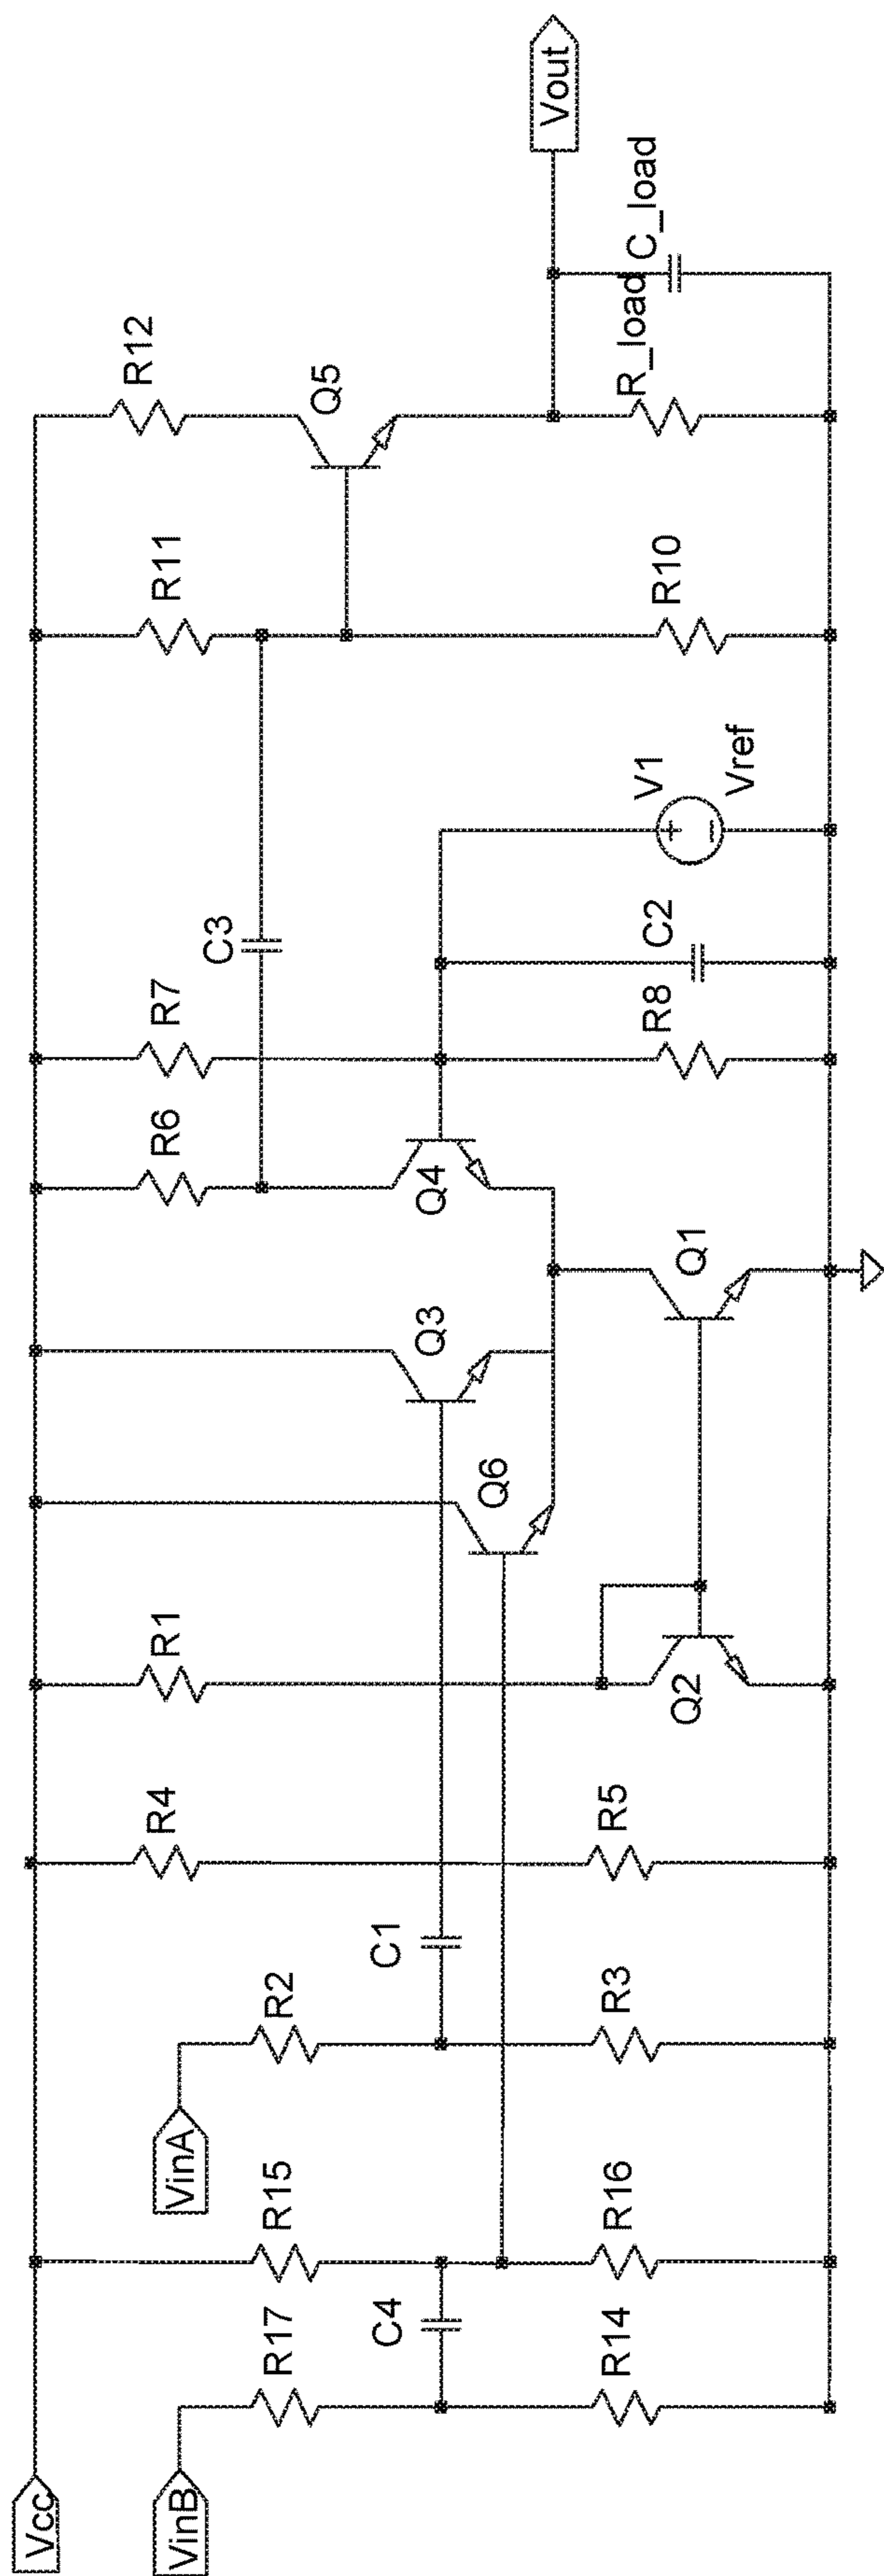 Vcc
VinB
R17
R14
C4
R15
R16
VinA
R2
R3
C1
R4
R5
R1
Q2
Q6
Q3
Q1
Q4
R6
R7
R8
C3
C2
V1
Vref
R11
R10
R12
Q5
R_load
C_load
Vout